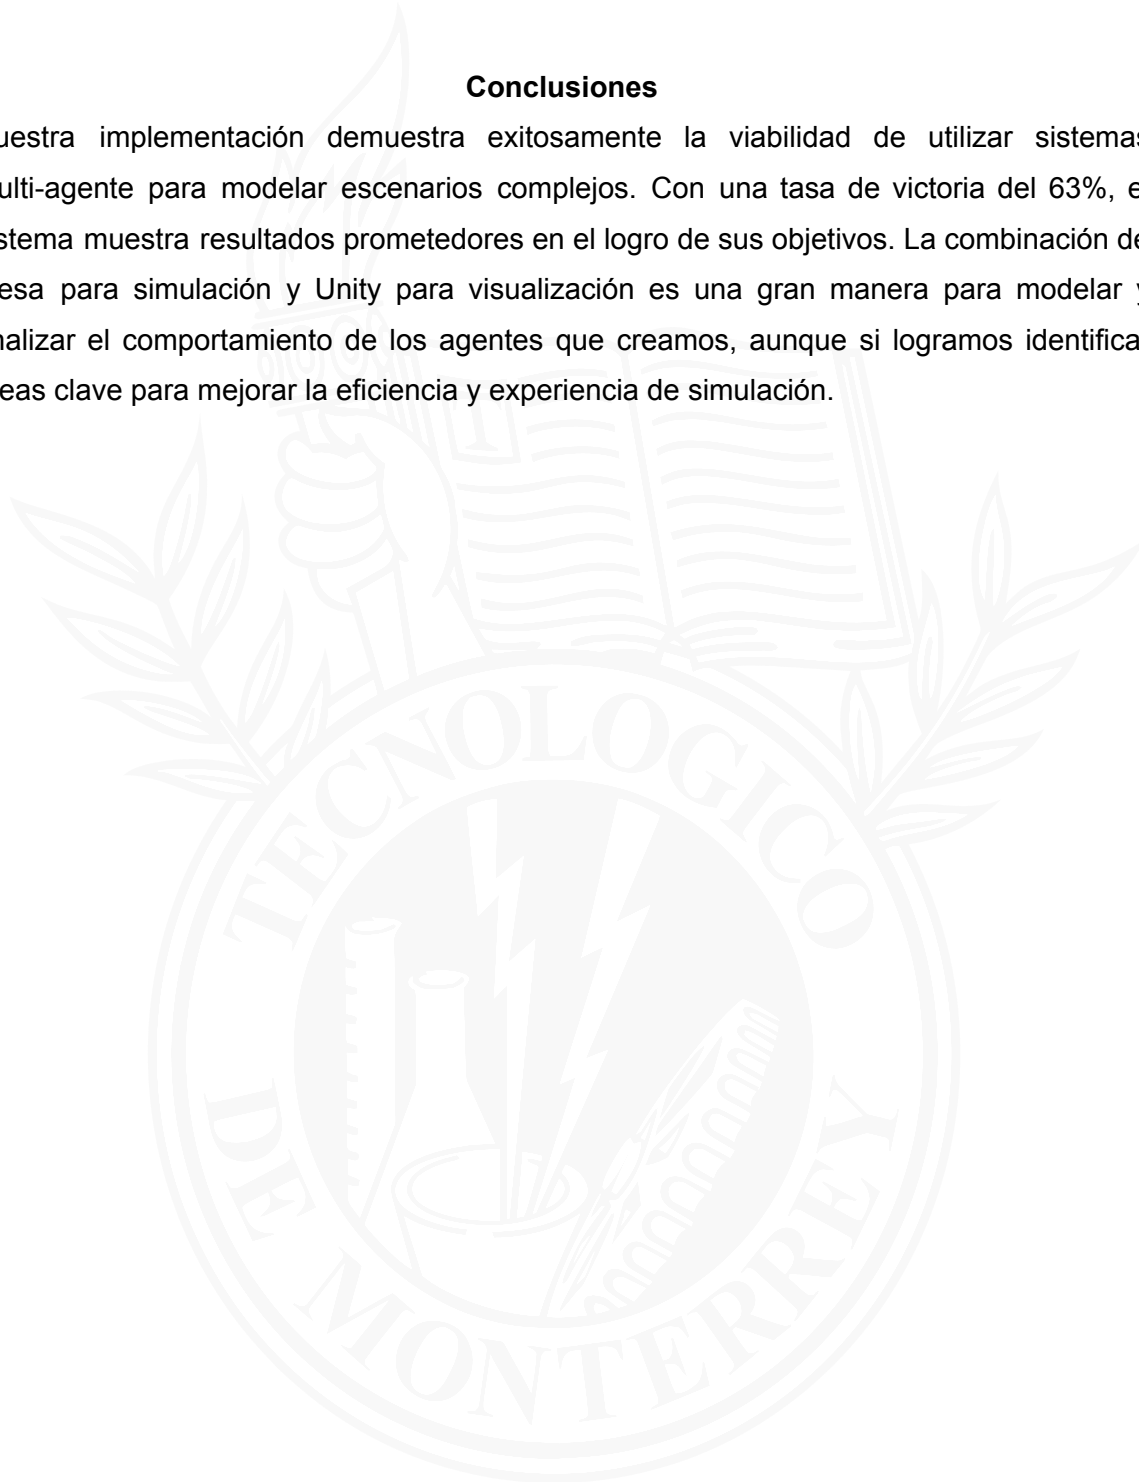 Conclusiones
uestra implementación demuestra exitosamente la viabilidad de utilizar sistemas
ulti-agente para modelar escenarios complejos. Con una tasa de victoria del 63%, e
stema muestra resultados prometedores en el logro de sus objetivos. La combinación de
esa para simulación y Unity para visualización es una gran manera para modelar y
nalizar el comportamiento de los agentes que creamos, aunque si logramos identifica
eas clave para mejorar la eficiencia y experiencia de simulación.
T
TECNOLOGICO
DE MONTERREY